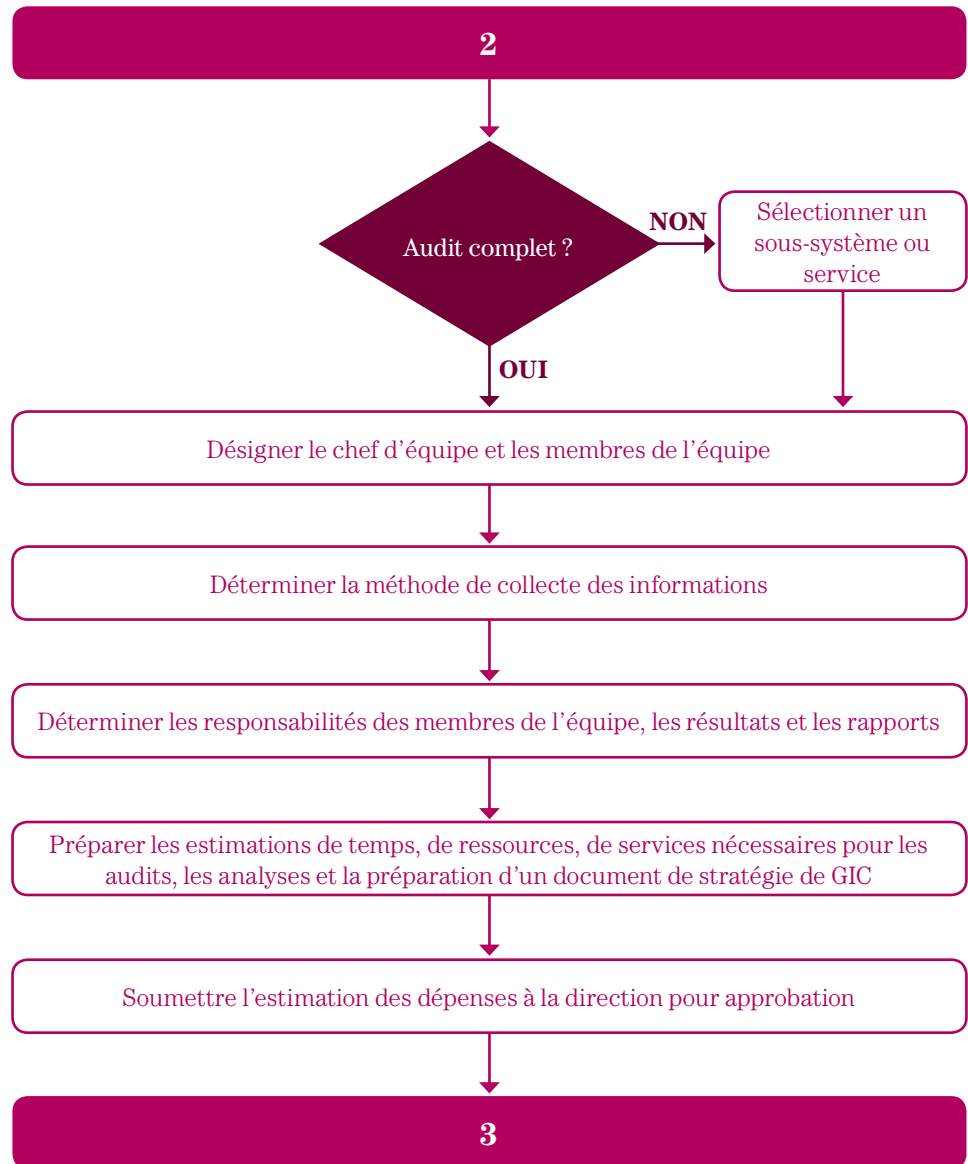 2
Audit complet ?
NON
Sélectionner un
sous-système ou
service
OUI
Désigner le chef d’équipe et les membres de l’équipe
Déterminer la méthode de collecte des informations
Déterminer les responsabilités des membres de l’équipe, les résultats et les rapports
Préparer les estimations de temps, de ressources, de services nécessaires pour les
audits, les analyses et la préparation d’un document de stratégie de GIC
Soumettre l’estimation des dépenses à la direction pour approbation
3